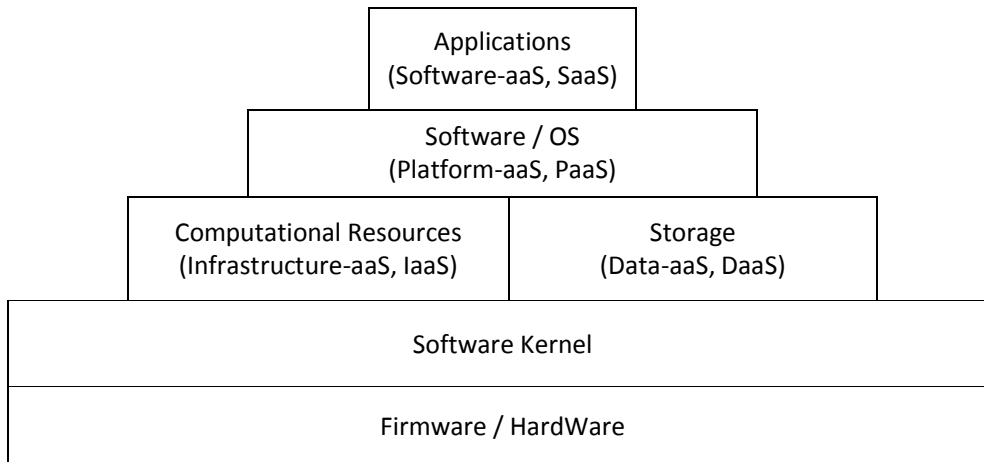 Applications
(Software-aaS, SaaS)
Software / OS
(Platform-aaS, PaaS)
Computational Resources
(Infrastructure-aaS, IaaS)
Storage
(Data-aaS, DaaS)
Software Kernel
Firmware / HardWare